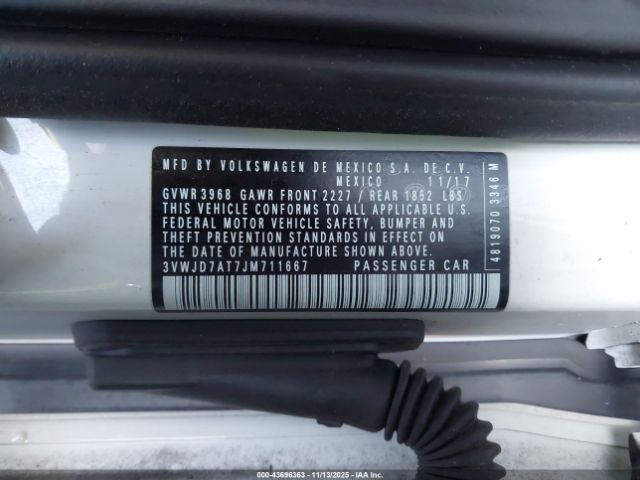 MFD BY VOLKSWAGEN DE MEXICO S.A. DE C.V.
MEXICO 11/17
GVWR 3968 GAWR FRONT 2227 / REAR 1852 LBS
THIS VEHICLE CONFORMS TO ALL APPLICABLE U.S.
FEDERAL MOTOR VEHICLE SAFETY, BUMPER AND
THEFT PREVENTION STANDARDS IN EFFECT ON
THE DATE OF MANUFACTURE SHOWN ABOVE.
3VWJD7AT7JM711667 PASSENGER CAR
4819070 3346 M
© 43696363 - 11/13/2025 - IAA